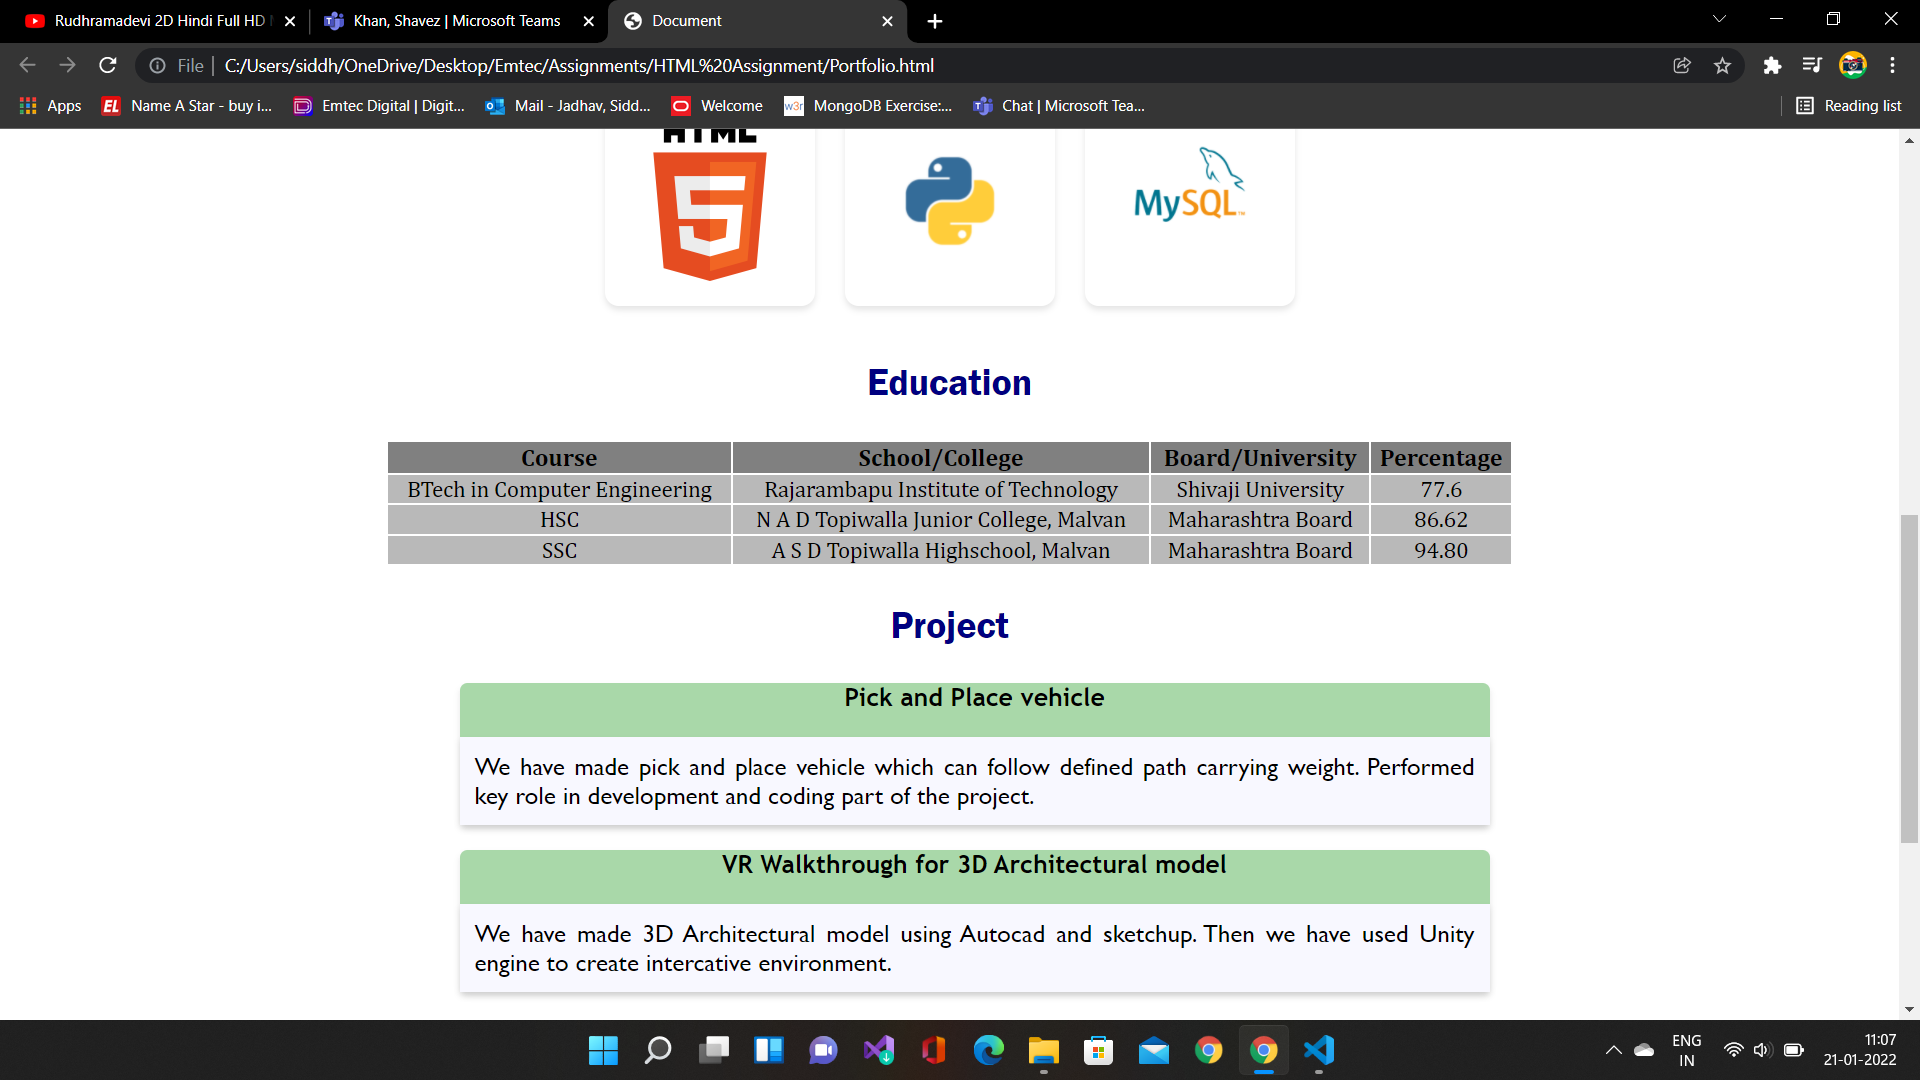 Rudhramadevi 2D Hindi Full HD
Khan, Shavez | Microsoft Teams
Document
File
C:/Users/siddh/OneDrive/Desktop/Emtec/Assignments/HTML%20Assignment/Portfolio.html
Apps
EL
Name A Star - buy i...
Emtec Digital | Digit...
Mail - Jadhav, Sidd...
Welcome
w3r
MongoDB Exercise:...
Chat | Microsoft Tea...
Reading list
HTML
5
MySQL™
Education
Course School/College Board/University Percentage
BTech in Computer Engineering Rajarambapu Institute of Technology Shivaji University 77.6
HSC N A D Topiwalla Junior College, Malvan Maharashtra Board 86.62
SSC A S D Topiwalla Highschool, Malvan Maharashtra Board 94.80
Project
Pick and Place vehicle
We have made pick and place vehicle which can follow defined path carrying weight. Performed
key role in development and coding part of the project.
VR Walkthrough for 3D Architectural model
We have made 3D Architectural model using Autocad and sketchup. Then we have used Unity
engine to create intercative environment.
ENG
IN
11:07
21-01-2022